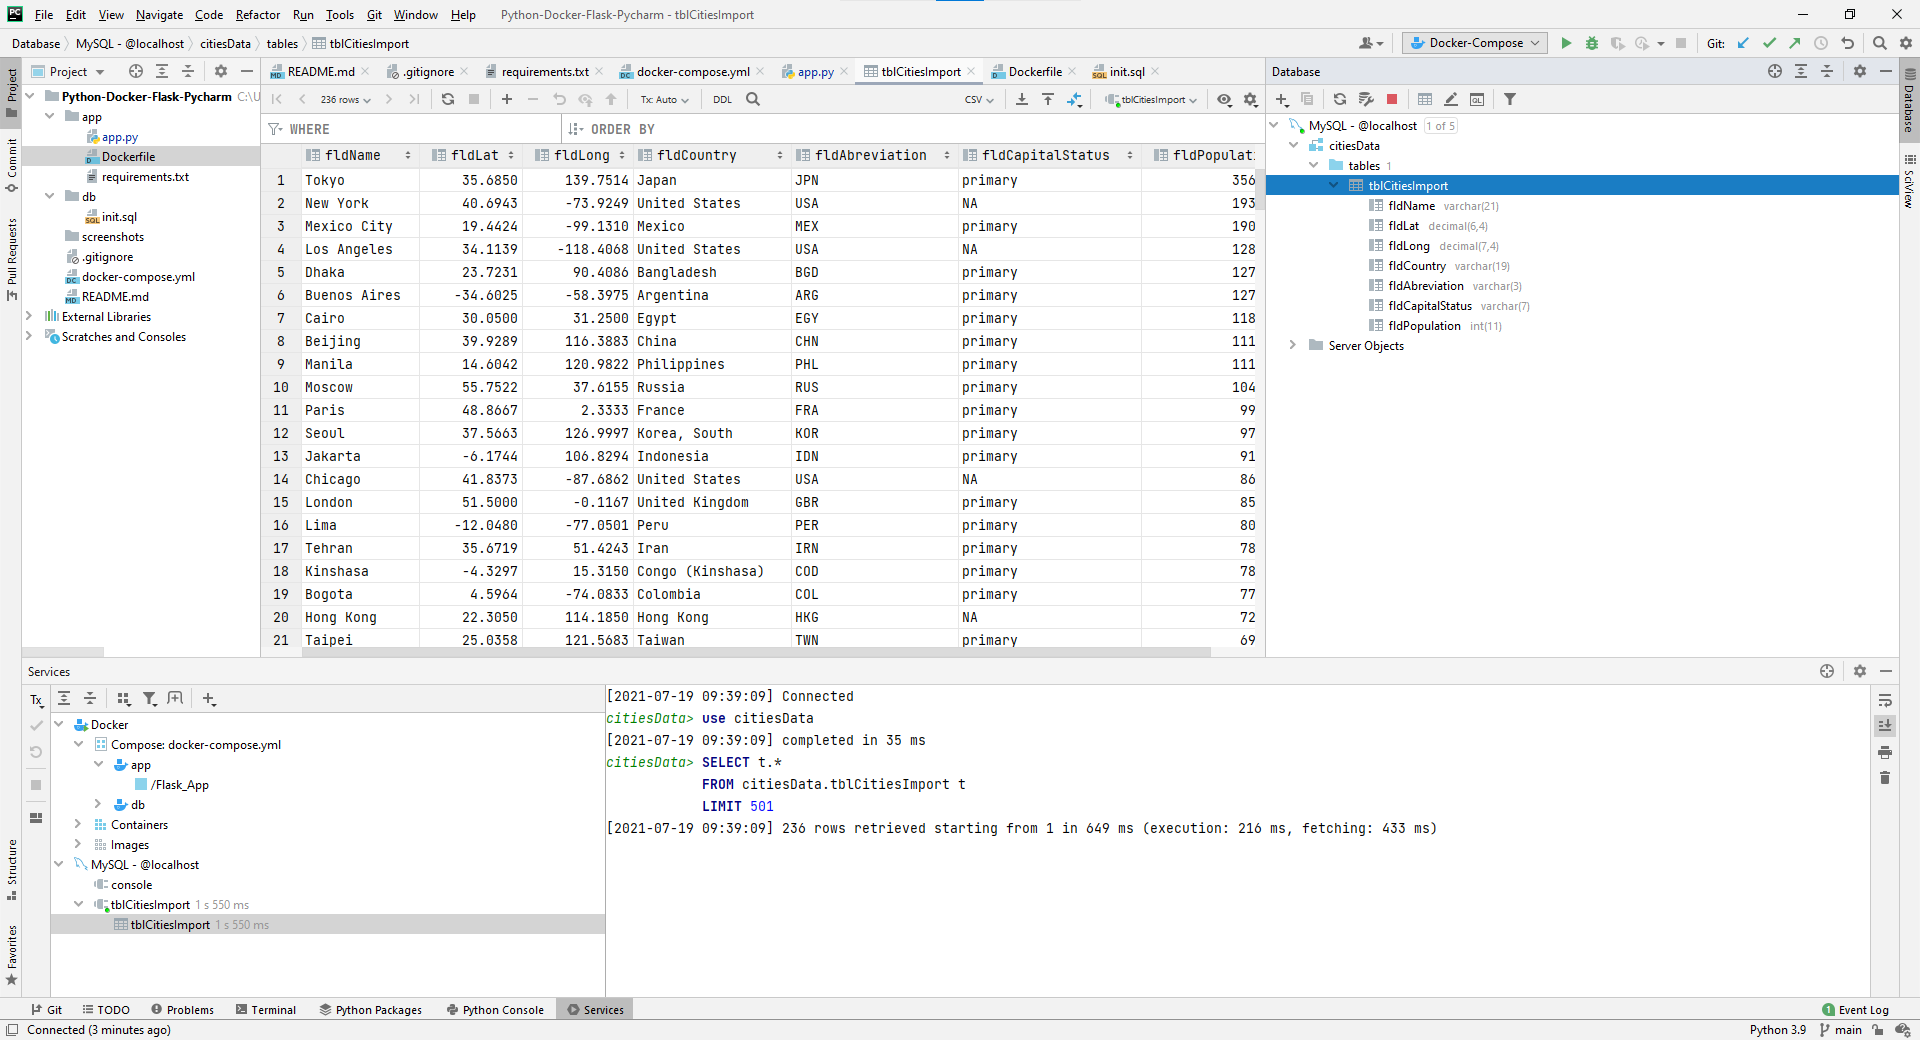 File Edit View Navigate Code Refactor Run Tools Git Window Help Python-Docker-Flask-Pycharm - tblCitiesImport
Database MySQL - @localhost citiesData tables tblCitiesImport Docker-Compose Git:
Project README.md .gitignore requirements.txt docker-compose.yml app.py tblCitiesImport Dockerfile init.sql Database
Project
Commit
Pull Requests
Structure
Favorites
Database
SciView
Python-Docker-Flask-Pycharm C:\U
app
app.py
Dockerfile
requirements.txt
db
init.sql
screenshots
.gitignore
docker-compose.yml
README.md
External Libraries
Scratches and Consoles
236 rows Tx: Auto DDL CSV tblCitiesImport
WHERE ORDER BY
fldName fldLat fldLong fldCountry fldAbreviation fldCapitalStatus fldPopulati
1 Tokyo 35.6850 139.7514 Japan JPN primary 356
2 New York 40.6943 -73.9249 United States USA NA 193
3 Mexico City 19.4424 -99.1310 Mexico MEX primary 190
4 Los Angeles 34.1139 -118.4068 United States USA NA 128
5 Dhaka 23.7231 90.4086 Bangladesh BGD primary 127
6 Buenos Aires -34.6025 -58.3975 Argentina ARG primary 127
7 Cairo 30.0500 31.2500 Egypt EGY primary 118
8 Beijing 39.9289 116.3883 China CHN primary 111
9 Manila 14.6042 120.9822 Philippines PHL primary 111
10 Moscow 55.7522 37.6155 Russia RUS primary 104
11 Paris 48.8667 2.3333 France FRA primary 99
12 Seoul 37.5663 126.9997 Korea, South KOR primary 97
13 Jakarta -6.1744 106.8294 Indonesia IDN primary 91
14 Chicago 41.8373 -87.6862 United States USA NA 86
15 London 51.5000 -0.1167 United Kingdom GBR primary 85
16 Lima -12.0480 -77.0501 Peru PER primary 80
17 Tehran 35.6719 51.4243 Iran IRN primary 78
18 Kinshasa -4.3297 15.3150 Congo (Kinshasa) COD primary 78
19 Bogota 4.5964 -74.0833 Colombia COL primary 77
20 Hong Kong 22.3050 114.1850 Hong Kong HKG NA 72
21 Taipei 25.0358 121.5683 Taiwan TWN primary 69
MySQL - @localhost 1 of 5
citiesData
tables 1
tblCitiesImport
fldName varchar(21)
fldLat decimal(6,4)
fldLong decimal(7,4)
fldCountry varchar(19)
fldAbreviation varchar(3)
fldCapitalStatus varchar(7)
fldPopulation int(11)
Server Objects
Services
Tx
Docker
Compose: docker-compose.yml
app
/Flask_App
db
Containers
Images
MySQL - @localhost
console
tblCitiesImport 1 s 550 ms
tblCitiesImport 1 s 550 ms
[2021-07-19 09:39:09] Connected
citiesData> use citiesData
[2021-07-19 09:39:09] completed in 35 ms
citiesData> SELECT t.*
FROM citiesData.tblCitiesImport t
LIMIT 501
[2021-07-19 09:39:09] 236 rows retrieved starting from 1 in 649 ms (execution: 216 ms, fetching: 433 ms)
Git TODO Problems Terminal Python Packages Python Console Services 1 Event Log
Connected (3 minutes ago) Python 3.9 main